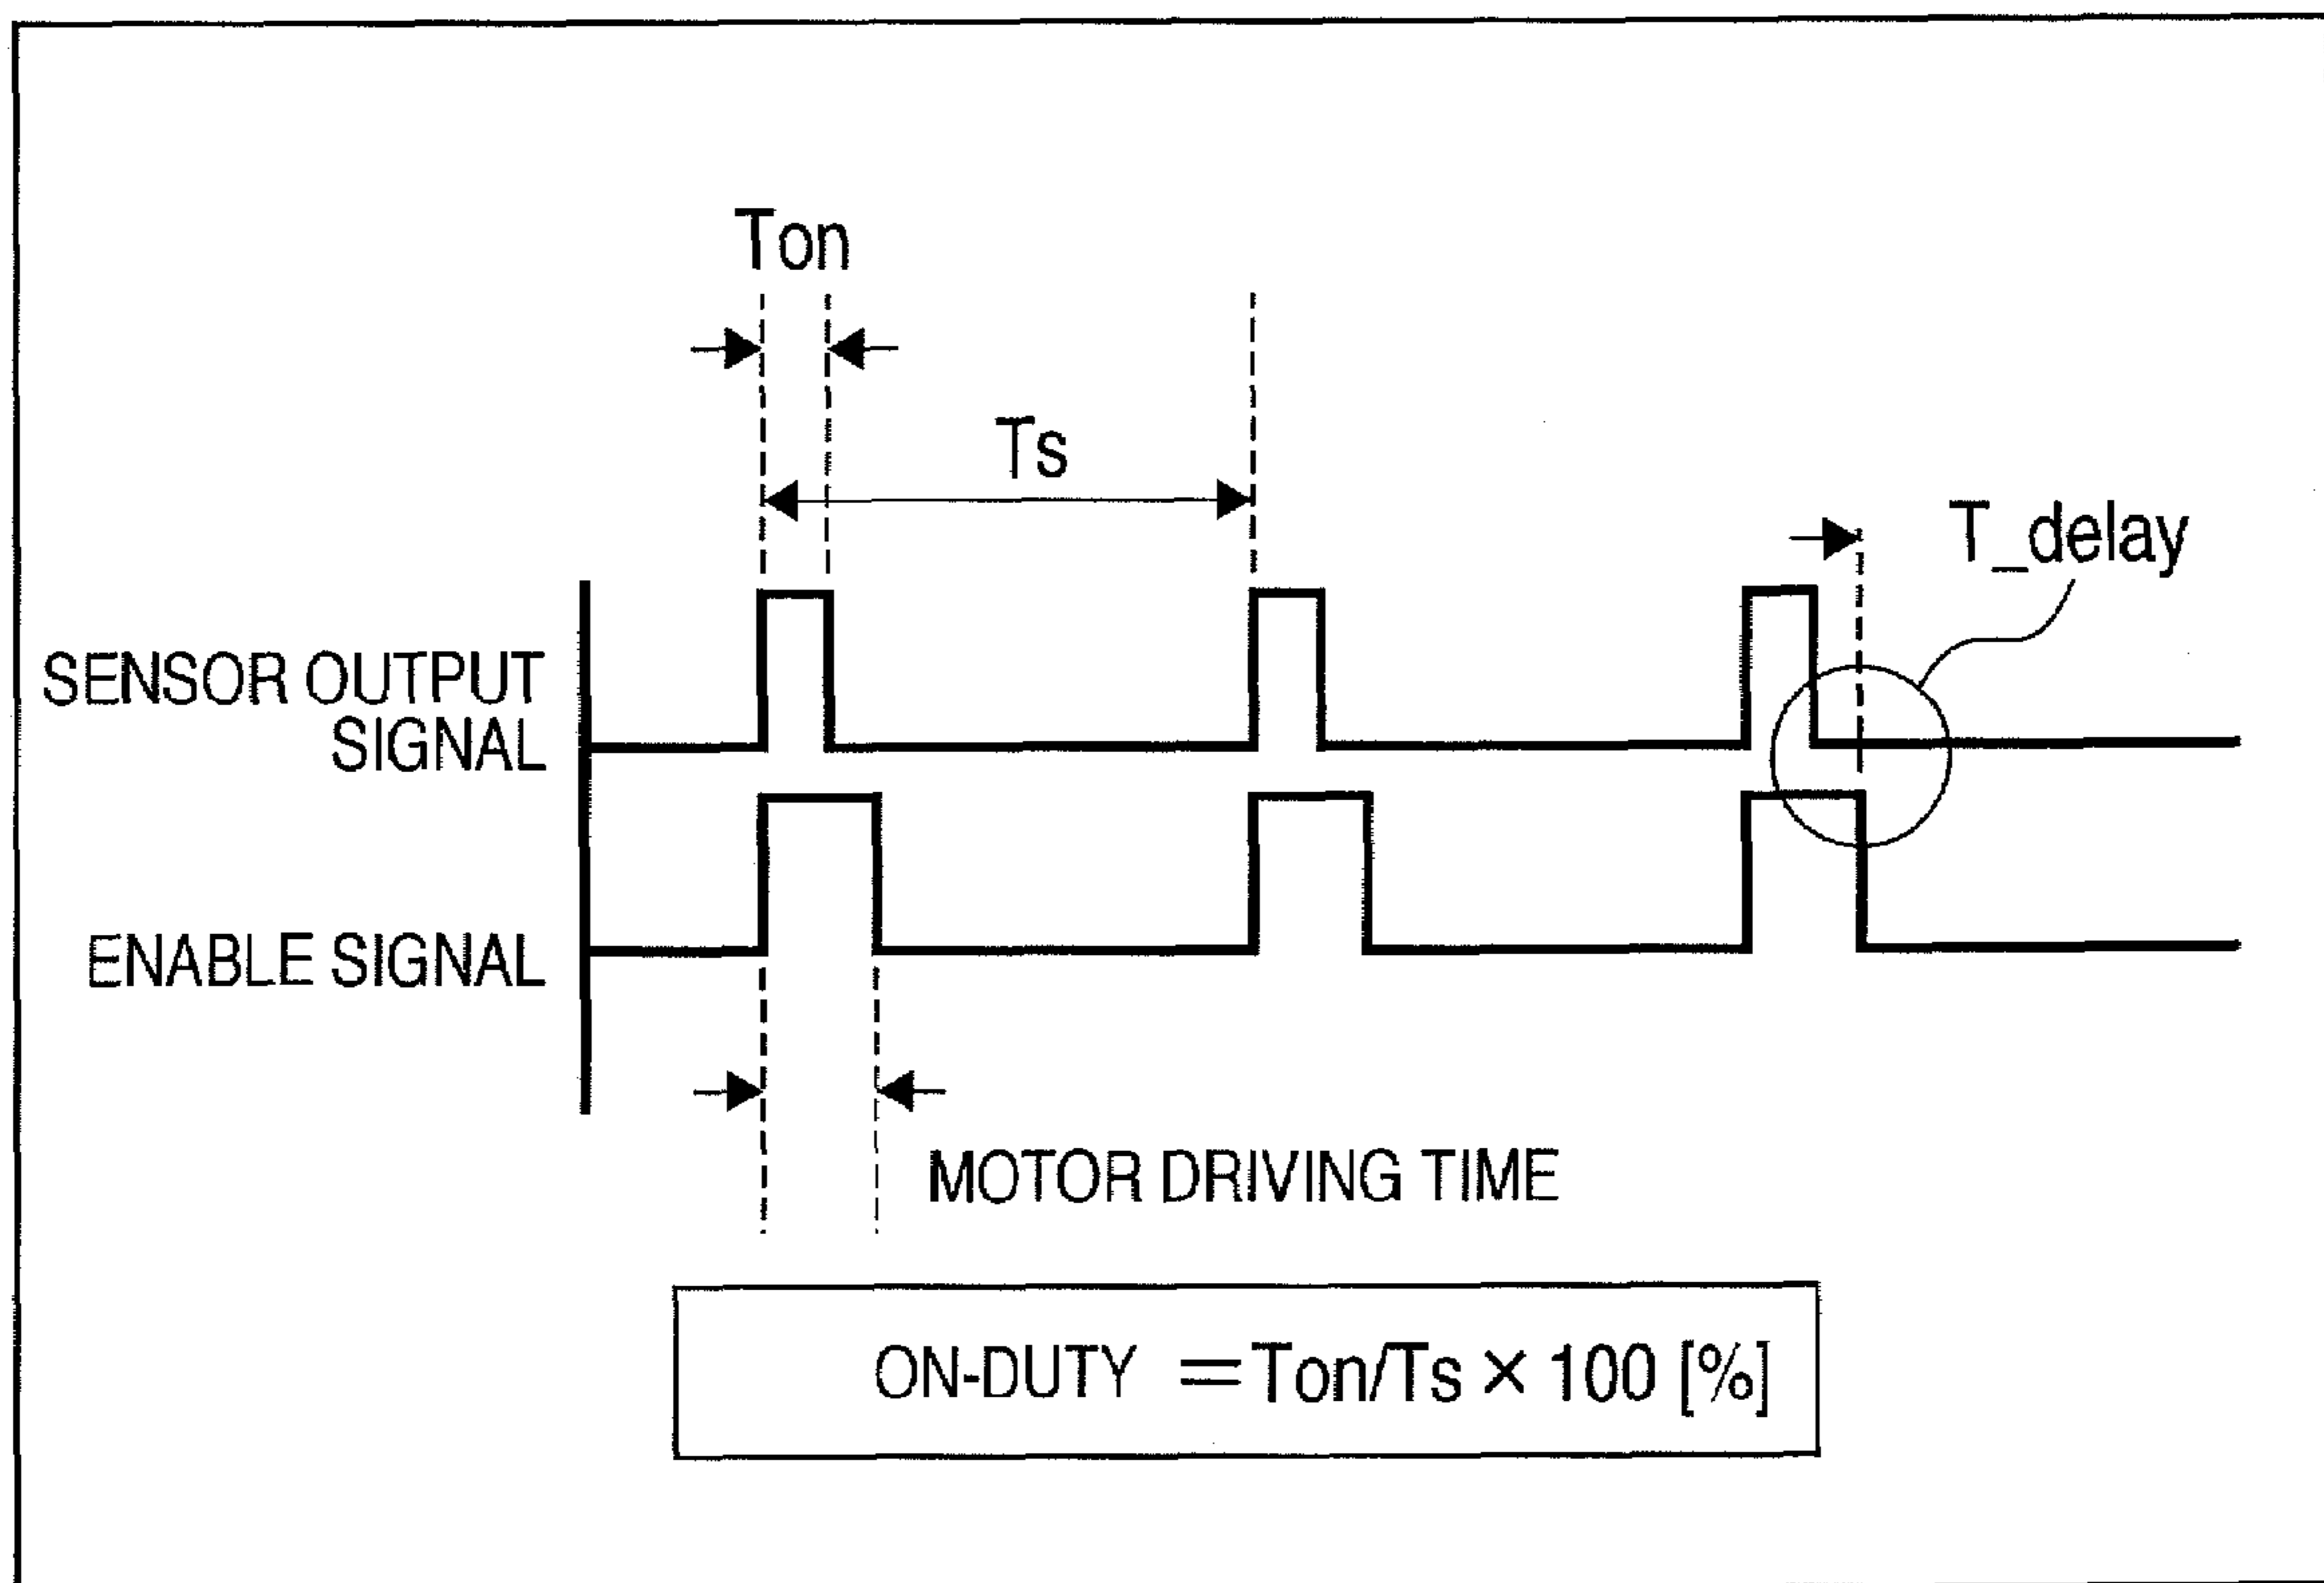 Ton
Ts
T_delay
SENSOR OUTPUT
SIGNAL
ENABLE SIGNAL
MOTOR DRIVING TIME
ON-DUTY =Ton/Ts × 100 [%]